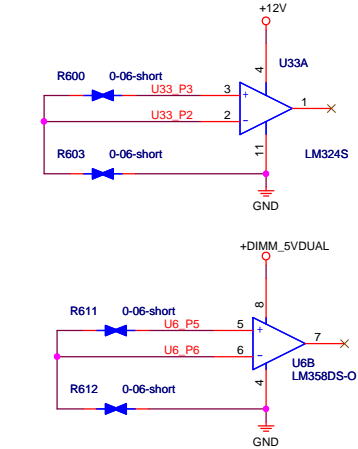 +12V
U33A
4
R600 0-06-short
U33_P3 3 +
1
U33_P2 2 -
11
R603 0-06-short
LM324S
GND
+DIMM_5VDUAL
8
R611 0-06-short
U6_P5 5 +
7
U6_P6 6 -
U6B
LM358DS-O
4
R612 0-06-short
GND